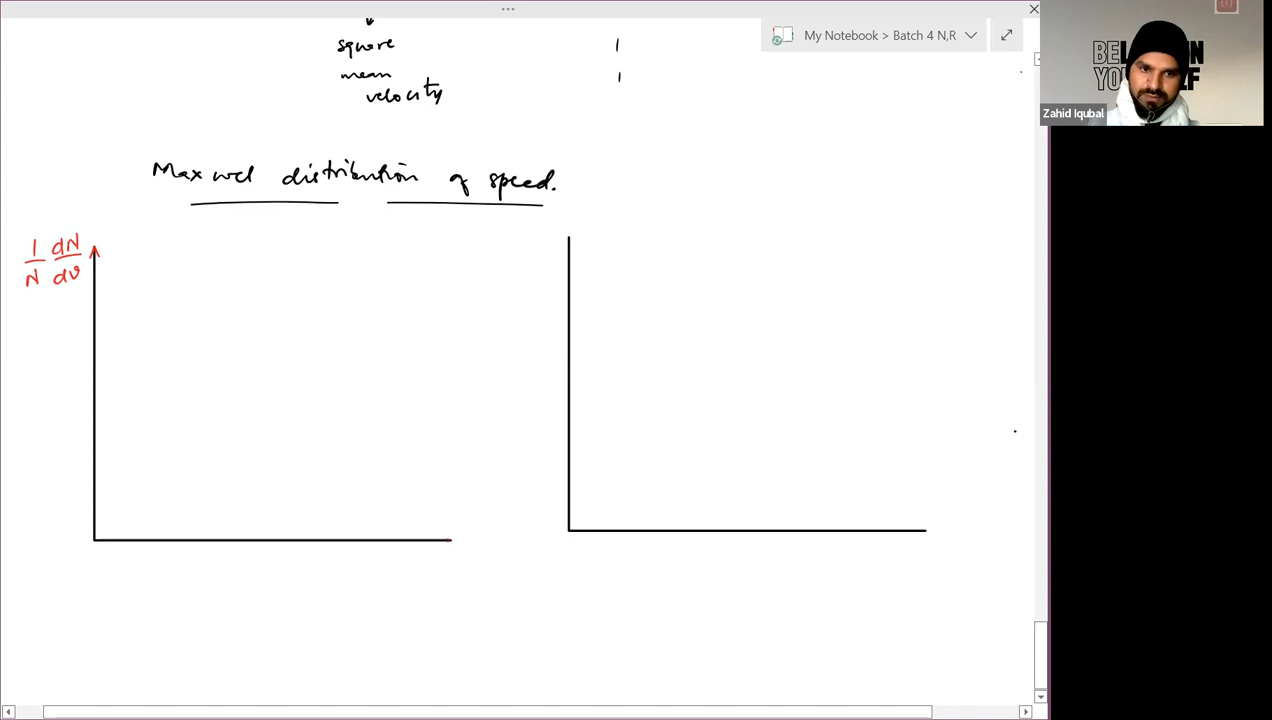 square
mean
velocity
Maxwel distribution of speed.
1/N dN/dv
My Notebook > Batch 4 N,R
Zahid Iqubal